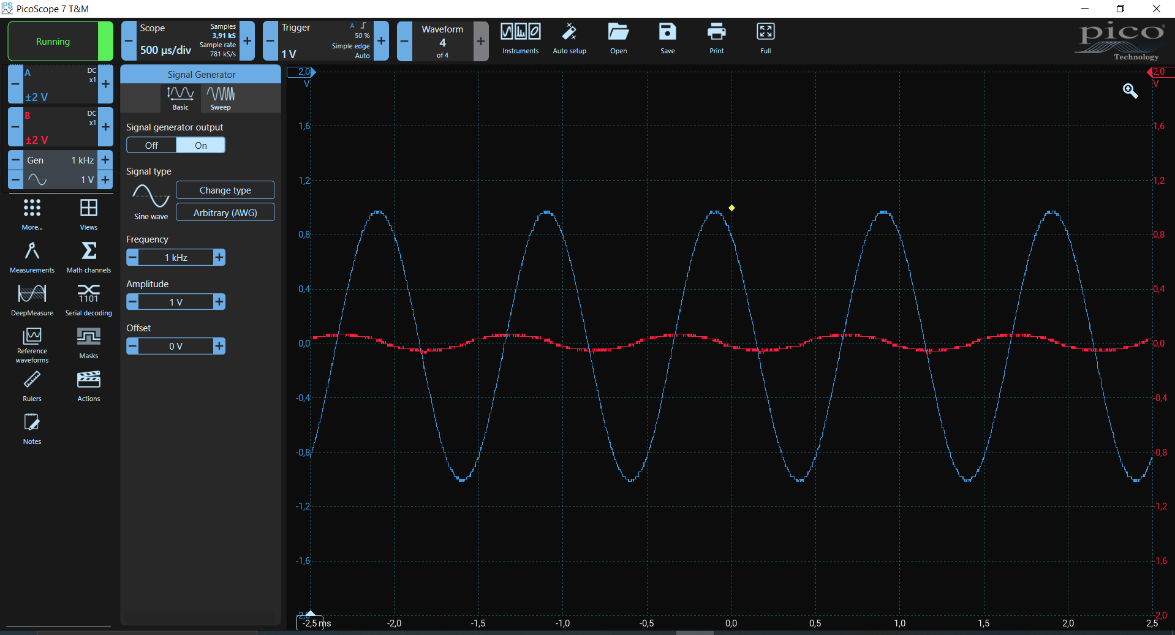 PicoScope 7 T&M
Running
Scope
500 µs/div
Samples
3,91 kS
Sample rate
781 kS/s
Trigger
1 V
A
50 %
Simple edge
Auto
Waveform
4
of 4
Instruments
Auto setup
Open
Save
Print
Full
pico
Technology
A
DC
x1
±2 V
B
DC
x1
±2 V
Gen
1 kHz
1 V
More...
Views
Measurements
Math channels
DeepMeasure
1101
Serial decoding
Reference
waveforms
Masks
Rulers
Actions
Notes
Signal Generator
Basic
Sweep
Signal generator output
Off
On
Signal type
Sine wave
Change type
Arbitrary (AWG)
Frequency
1 kHz
Amplitude
1 V
Offset
0 V
2,0
V
1,6
1,2
0,8
0,4
0,0
-0,4
-0,8
-1,2
-1,6
-2,0
2,0
V
1,6
1,2
0,8
0,4
0,0
-0,4
-0,8
-1,2
-1,6
-2,0
-2,5 ms
-2,0
-1,5
-1,0
-0,5
0,0
0,5
1,0
1,5
2,0
2,5